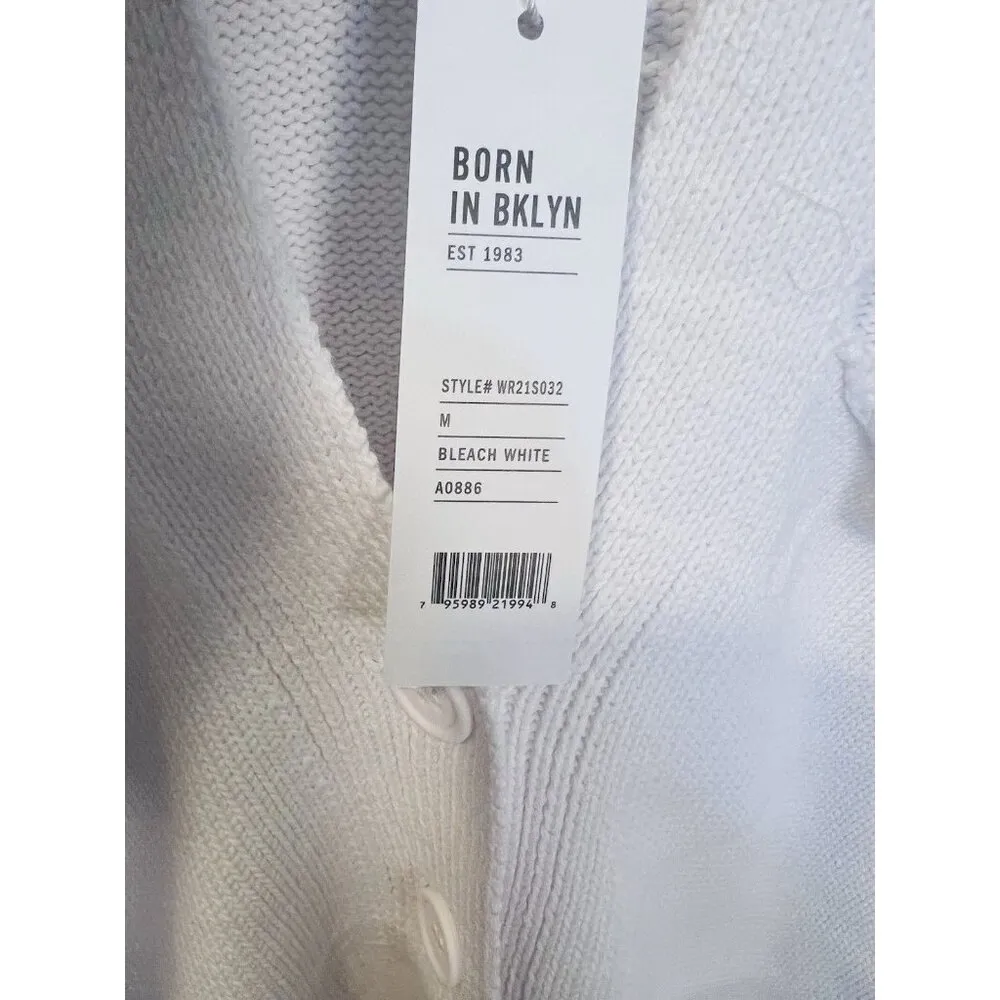 BORN
IN BKLYN
EST 1983
STYLE# WR21S032
M
BLEACH WHITE
A0886
7 95989 21994 8